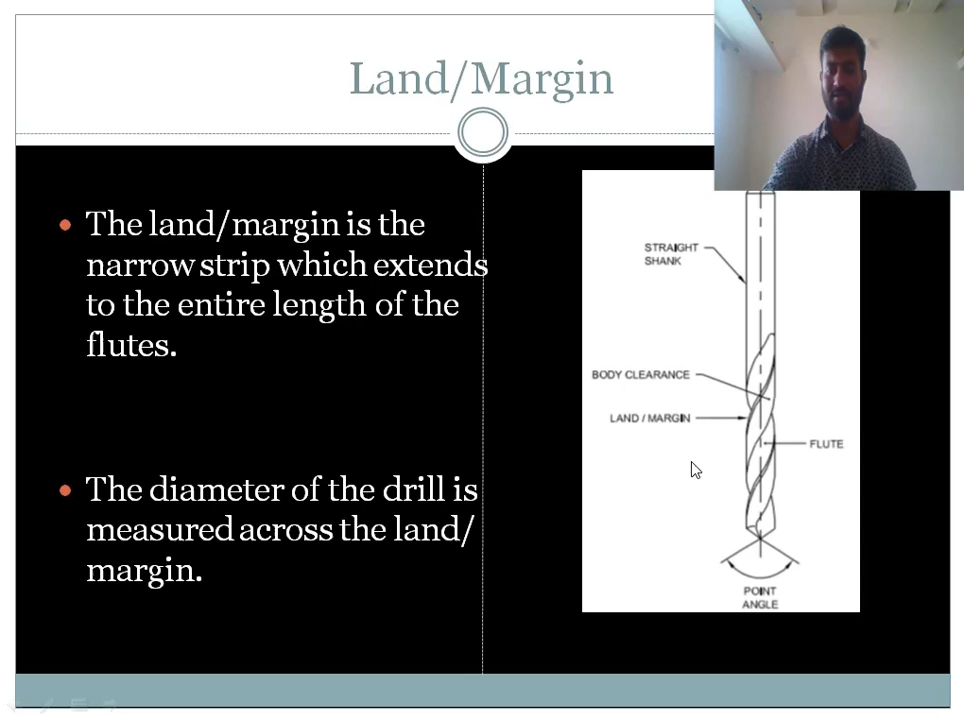 Land/Margin
The land/margin is the
narrow strip which extends
to the entire length of the
flutes.
The diameter of the drill is
measured across the land/
margin.
STRAIGHT
SHANK
BODY CLEARANCE
LAND / MARGIN
FLUTE
POINT
ANGLE